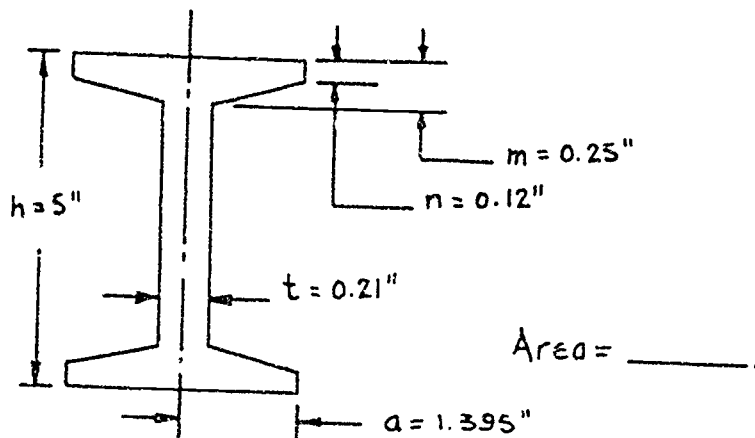 m = 0.25"
n = 0.12"
h = 5"
t = 0.21"
Area = ______
a = 1.395"